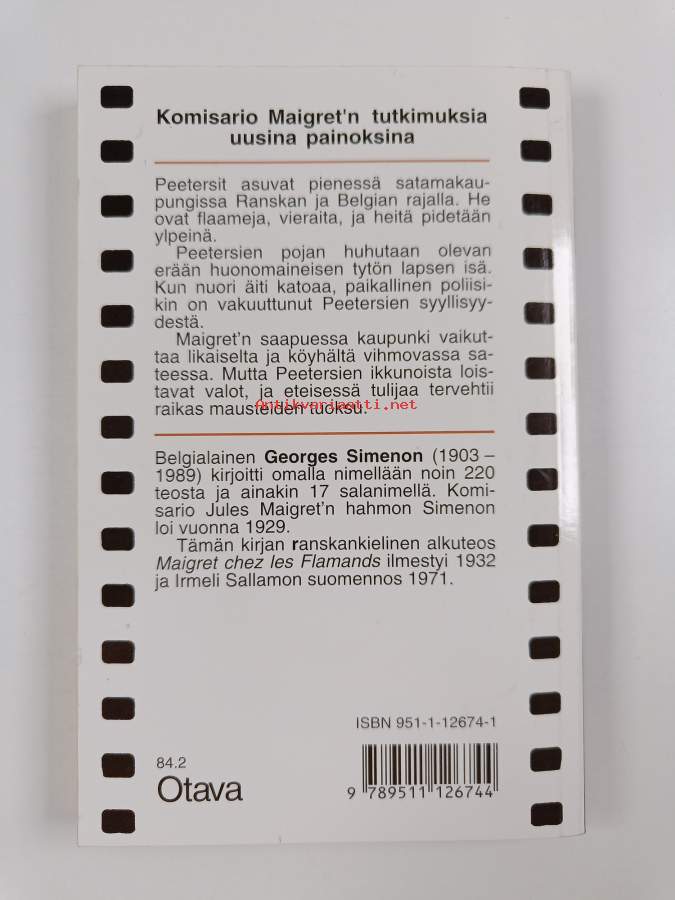 Komisario Maigret'n tutkimuksia
uusina painoksina
Peetersit asuvat pienessä satamakau-
pungissa Ranskan ja Belgian rajalla. He
ovat flaameja, vieraita, ja heitä pidetään
ylpeinä.
Peetersien pojan huhutaan olevan
erään huonomaineisen tytön lapsen isä.
Kun nuori äiti katoaa, paikallinen poliisi-
kin on vakuuttunut Peetersien syyllisyy-
destä.
Maigret'n saapuessa kaupunki vaikut-
taa likaiselta ja köyhältä vihmovassa sa-
teessa. Mutta Peetersien ikkunoista lois-
tavat valot, ja eteisessä tulijaa tervehtii
raikas mausteiden tuoksu.
Antikvariaatti.net
Belgialainen Georges Simenon (1903 –
1989) kirjoitti omalla nimellään noin 220
teosta ja ainakin 17 salanimellä. Komi-
sario Jules Maigret'n hahmon Simenon
loi vuonna 1929.
Tämän kirjan ranskankielinen alkuteos
Maigret chez les Flamands ilmestyi 1932
ja Irmeli Sallamon suomennos 1971.
ISBN 951-1-12674-1
84.2
Otava
9 789511 126744